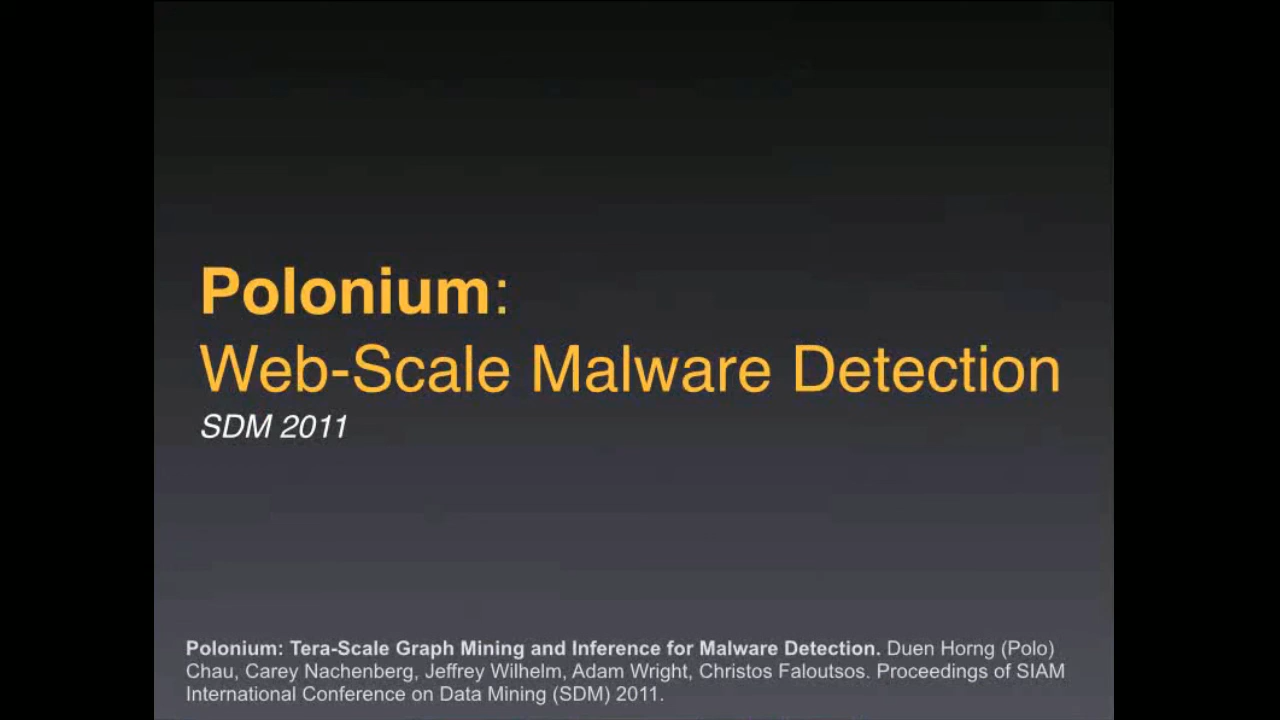 Polonium:
Web-Scale Malware Detection
SDM 2011
Polonium: Tera-Scale Graph Mining and Inference for Malware Detection. Duen Horng (Polo)
Chau, Carey Nachenberg, Jeffrey Wilhelm, Adam Wright, Christos Faloutsos. Proceedings of SIAM
International Conference on Data Mining (SDM) 2011.